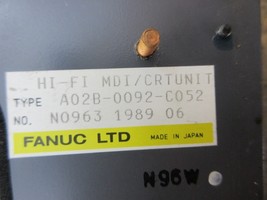 HI-FI MDI/CRTUNIT
TYPE A02B-0092-C052
NO. N0963 1989 06
FANUC LTD MADE IN JAPAN
N96W